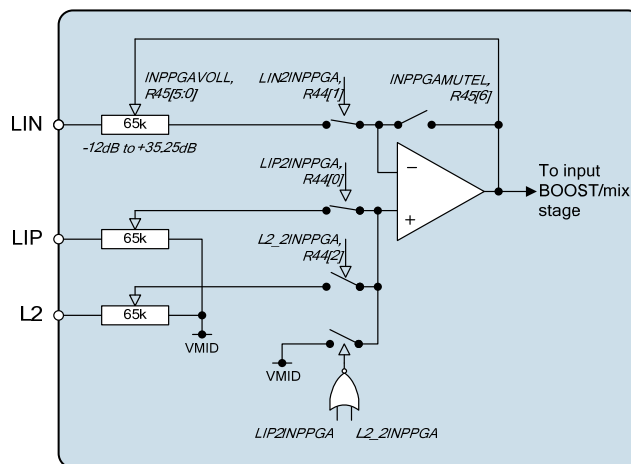 INPPGAVOLL,
R45[5:0]
LIN2INPPGA,
R44[1]
INPPGAMUTEL,
R45[6]
LIN
65k
-12dB to +35,25dB
LIP2INPPGA,
R44[0]
−
+
To input
BOOST/mix
stage
LIP
65k
L2_2INPPGA,
R44[2]
L2
65k
VMID
VMID
LIP2INPPGA
L2_2INPPGA